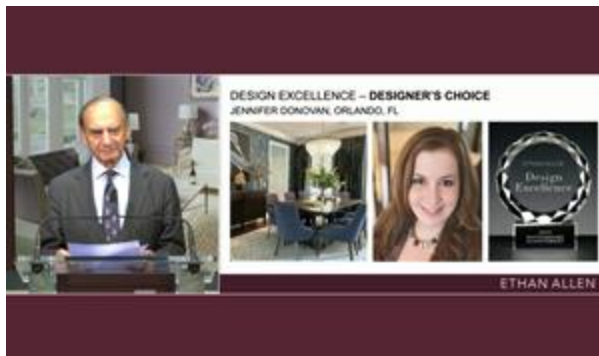 DESIGN EXCELLENCE – DESIGNER'S CHOICE
JENNIFER DONOVAN, ORLANDO, FL
Design
Excellence
ETHAN ALLEN